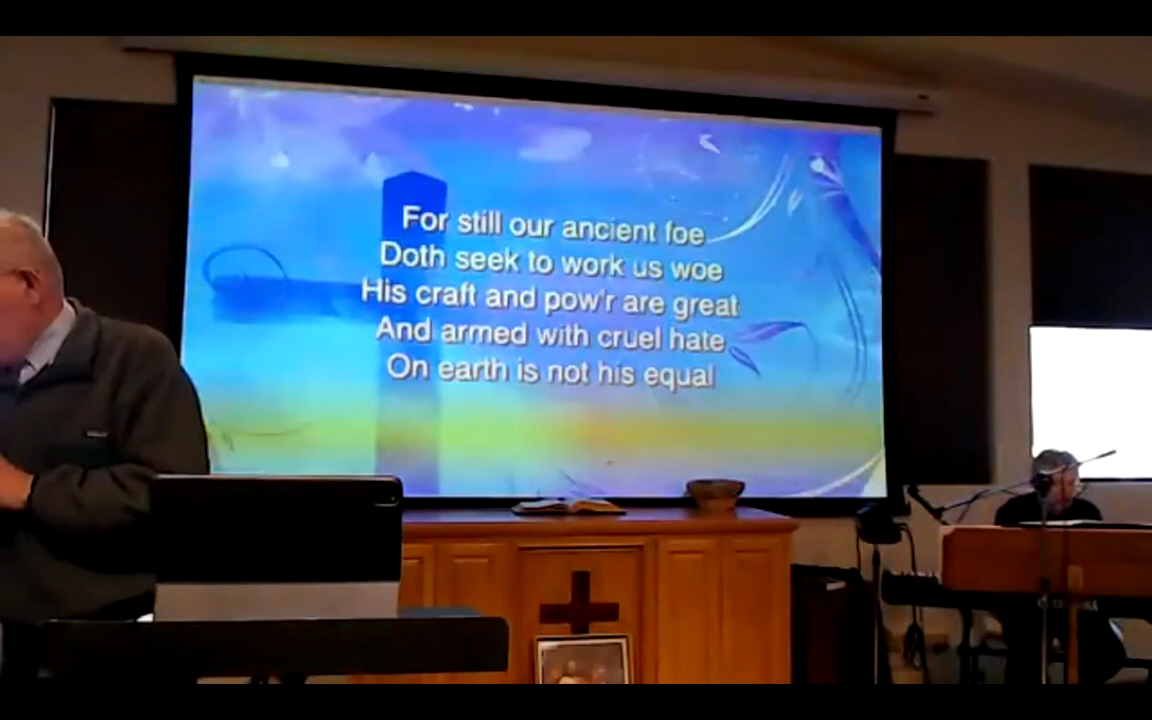 For still our ancient foe
Doth seek to work us woe
His craft and pow'r are great
And armed with cruel hate
On earth is not his equal